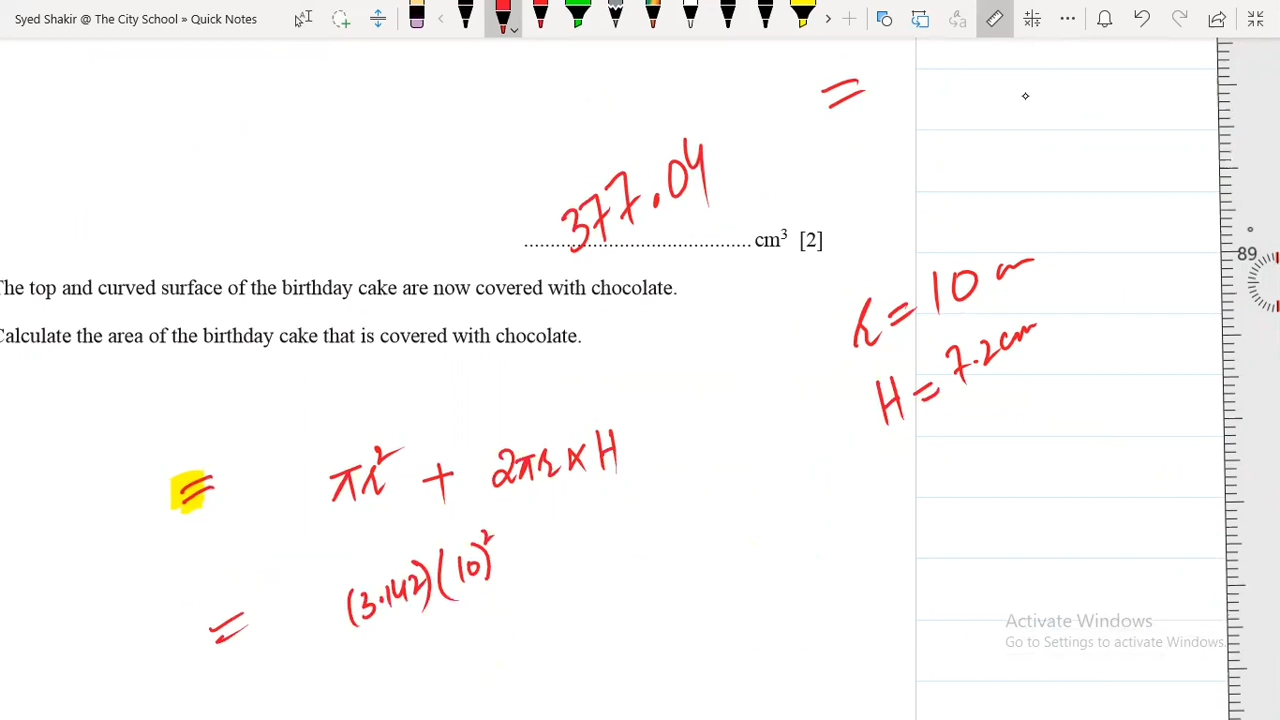 Syed Shakir @ The City School » Quick Notes
=
377.04
................................................ cm³ [2]
The top and curved surface of the birthday cake are now covered with chocolate.
r = 10 cm
Calculate the area of the birthday cake that is covered with chocolate.
H = 7.2cm
= πr² + 2πr × H
= (3.142)(10)²
89
Activate Windows
Go to Settings to activate Windows.